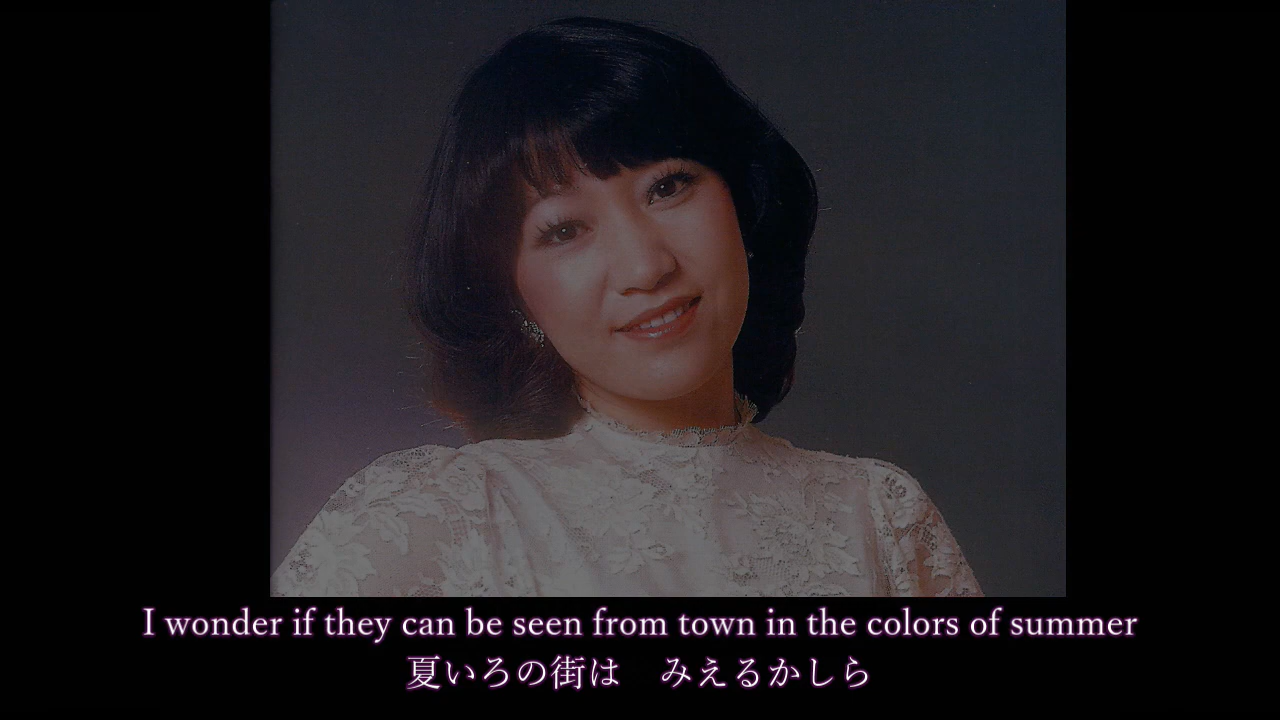 I wonder if they can be seen from town in the colors of summer
夏いろの街は　みえるかしら